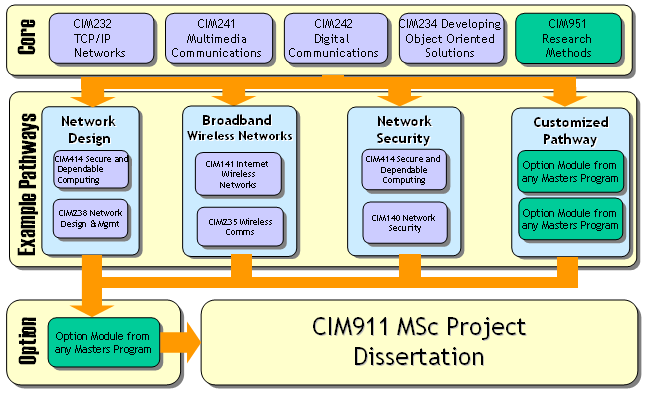 Core
CIM232
TCP/IP
Networks
CIM241
Multimedia
Communications
CIM242
Digital
Communications
CIM234 Developing
Object Oriented
Solutions
CIM951
Research
Methods
Example Pathways
Network
Design
CIM414 Secure and
Dependable
Computing
CIM238 Network
Design & Mgmt
Broadband
Wireless Networks
CIM141 Internet
Wireless
Networks
CIM235 Wireless
Comms
Network
Security
CIM414 Secure and
Dependable
Computing
CIM140 Network
Security
Customized
Pathway
Option Module from
any Masters Program
Option Module from
any Masters Program
Option
Option Module from
any Masters Program
CIM911 MSc Project
Dissertation